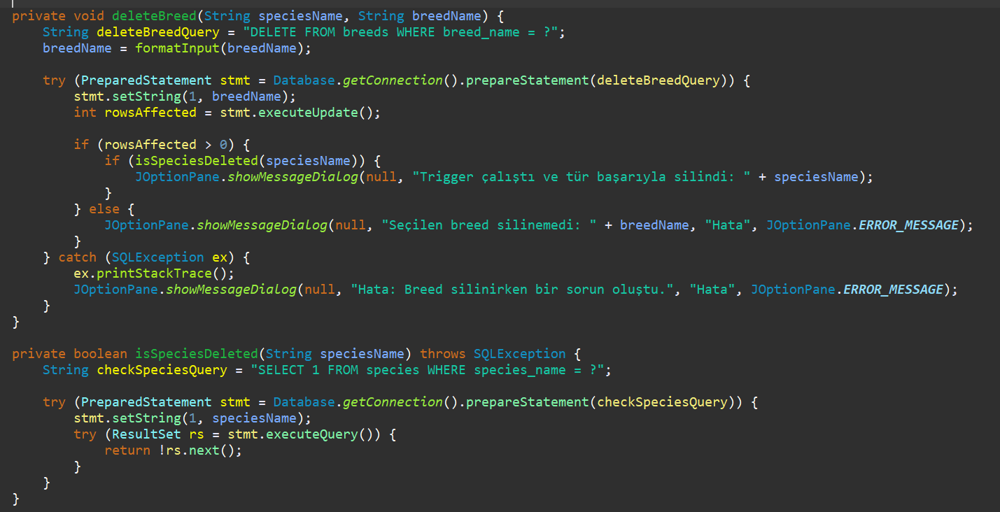 private void deleteBreed(String speciesName, String breedName) {
    String deleteBreedQuery = "DELETE FROM breeds WHERE breed_name = ?";
    breedName = formatInput(breedName);

    try (PreparedStatement stmt = Database.getConnection().prepareStatement(deleteBreedQuery)) {
        stmt.setString(1, breedName);
        int rowsAffected = stmt.executeUpdate();

        if (rowsAffected > 0) {
            if (isSpeciesDeleted(speciesName)) {
                JOptionPane.showMessageDialog(null, "Trigger çalıştı ve tür başarıyla silindi: " + speciesName);
            }
        } else {
            JOptionPane.showMessageDialog(null, "Seçilen breed silinemedi: " + breedName, "Hata", JOptionPane.ERROR_MESSAGE);
        }
    } catch (SQLException ex) {
        ex.printStackTrace();
        JOptionPane.showMessageDialog(null, "Hata: Breed silinirken bir sorun oluştu.", "Hata", JOptionPane.ERROR_MESSAGE);
    }
}

private boolean isSpeciesDeleted(String speciesName) throws SQLException {
    String checkSpeciesQuery = "SELECT 1 FROM species WHERE species_name = ?";

    try (PreparedStatement stmt = Database.getConnection().prepareStatement(checkSpeciesQuery)) {
        stmt.setString(1, speciesName);
        try (ResultSet rs = stmt.executeQuery()) {
            return !rs.next();
        }
    }
}